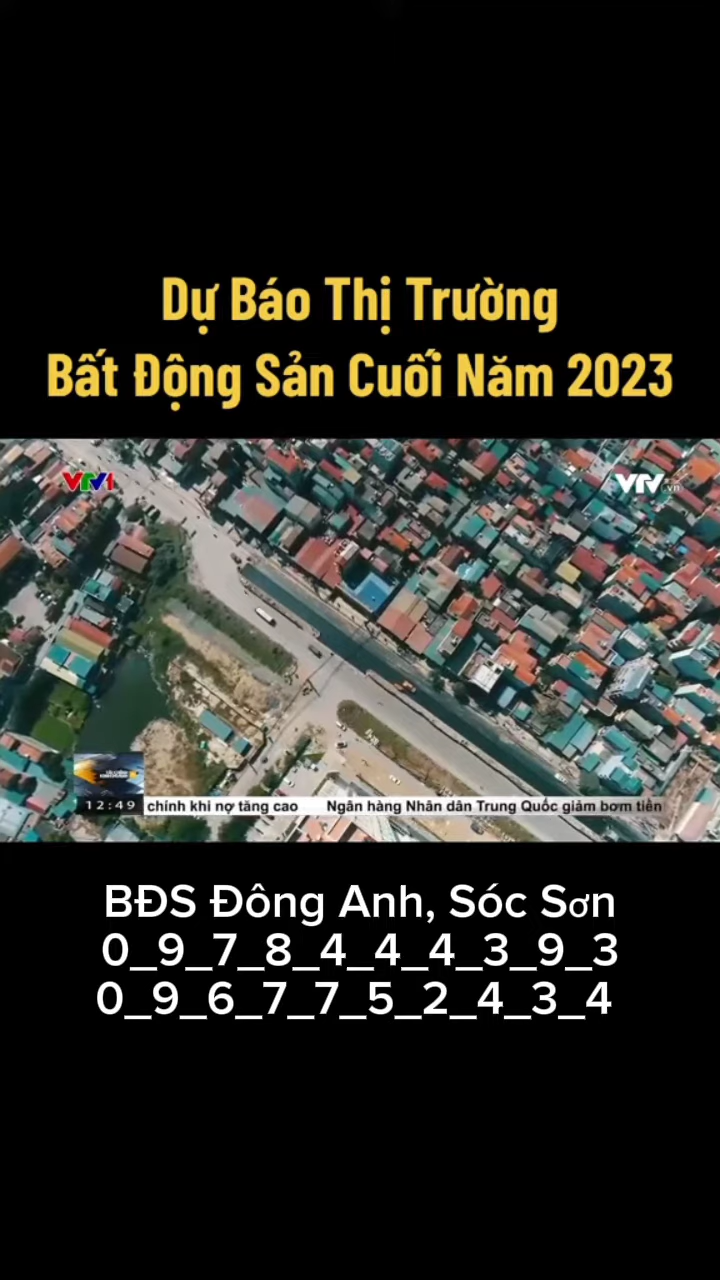 Dự Báo Thị Trường
Bất Động Sản Cuối Năm 2023
VTV1
VTV
.vn
12:49
chính khi nợ tăng cao Ngân hàng Nhân dân Trung Quốc giảm bơm tiền
BĐS Đông Anh, Sóc Sơn
0_9_7_8_4_4_4_3_9_3
0_9_6_7_7_5_2_4_3_4